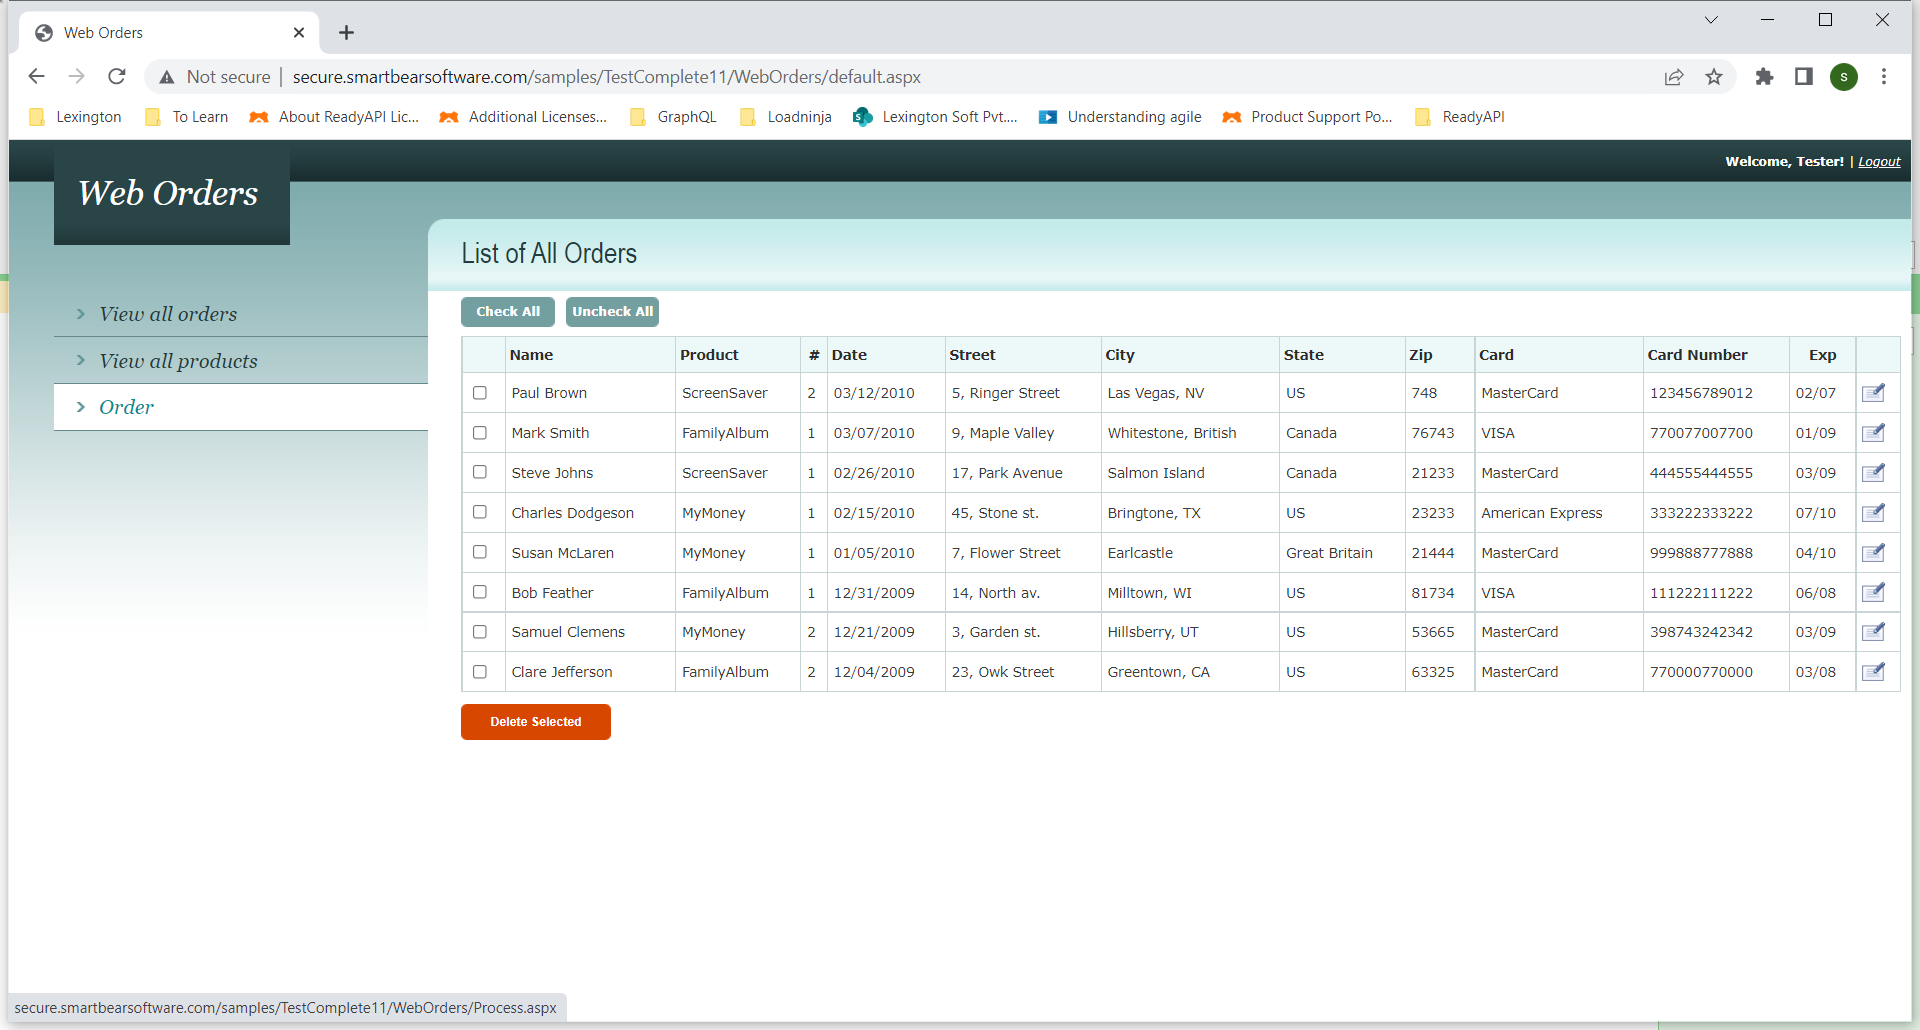 Web Orders
Not secure | secure.smartbearsoftware.com/samples/TestComplete11/WebOrders/default.aspx
S
Lexington To Learn About ReadyAPI Lic... Additional Licenses... GraphQL Loadninja Lexington Soft Pvt.... Understanding agile Product Support Po... ReadyAPI
Welcome, Tester! | Logout
Web Orders
List of All Orders
View all orders
View all products
Order
Check All Uncheck All
Name Product # Date Street City State Zip Card Card Number Exp
Paul Brown ScreenSaver 2 03/12/2010 5, Ringer Street Las Vegas, NV US 748 MasterCard 123456789012 02/07
Mark Smith FamilyAlbum 1 03/07/2010 9, Maple Valley Whitestone, British Canada 76743 VISA 770077007700 01/09
Steve Johns ScreenSaver 1 02/26/2010 17, Park Avenue Salmon Island Canada 21233 MasterCard 444555444555 03/09
Charles Dodgeson MyMoney 1 02/15/2010 45, Stone st. Bringtone, TX US 23233 American Express 333222333222 07/10
Susan McLaren MyMoney 1 01/05/2010 7, Flower Street Earlcastle Great Britain 21444 MasterCard 999888777888 04/10
Bob Feather FamilyAlbum 1 12/31/2009 14, North av. Milltown, WI US 81734 VISA 111222111222 06/08
Samuel Clemens MyMoney 2 12/21/2009 3, Garden st. Hillsberry, UT US 53665 MasterCard 398743242342 03/09
Clare Jefferson FamilyAlbum 2 12/04/2009 23, Owk Street Greentown, CA US 63325 MasterCard 770000770000 03/08
Delete Selected
secure.smartbearsoftware.com/samples/TestComplete11/WebOrders/Process.aspx